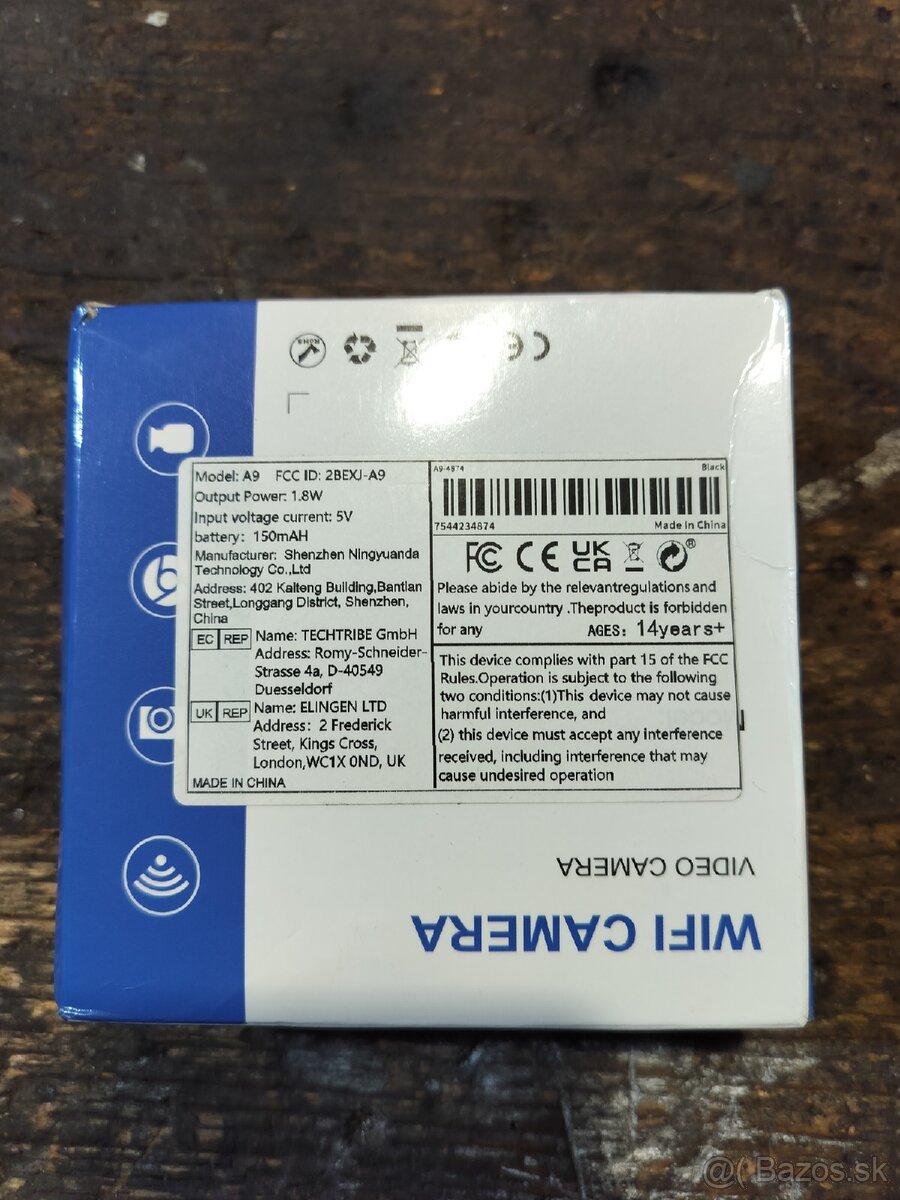 ROHS
CE
Model: A9 FCC ID: 2BEXJ-A9
Output Power: 1.8W
Input voltage current: 5V
battery: 150mAH
Manufacturer: Shenzhen Ningyuanda
Technology Co.,Ltd
Address: 402 Kaiteng Building,Bantian
Street,Longgang District, Shenzhen,
China
EC REP Name: TECHTRIBE GmbH
Address: Romy-Schneider-
Strasse 4a, D-40549
Duesseldorf
UK REP Name: ELINGEN LTD
Address: 2 Frederick
Street, Kings Cross,
London,WC1X 0ND, UK
MADE IN CHINA
A9-4874 Black
7544234874 Made in China
FC CE UK CA ®
Please abide by the relevantregulations and
laws in yourcountry .Theproduct is forbidden
for any AGES: 14years+
This device complies with part 15 of the FCC
Rules.Operation is subject to the following
two conditions:(1)This device may not cause
harmful interference, and
(2) this device must accept any interference
received, including interference that may
cause undesired operation
VIDEO CAMERA
WIFI CAMERA
@( Bazos.sk